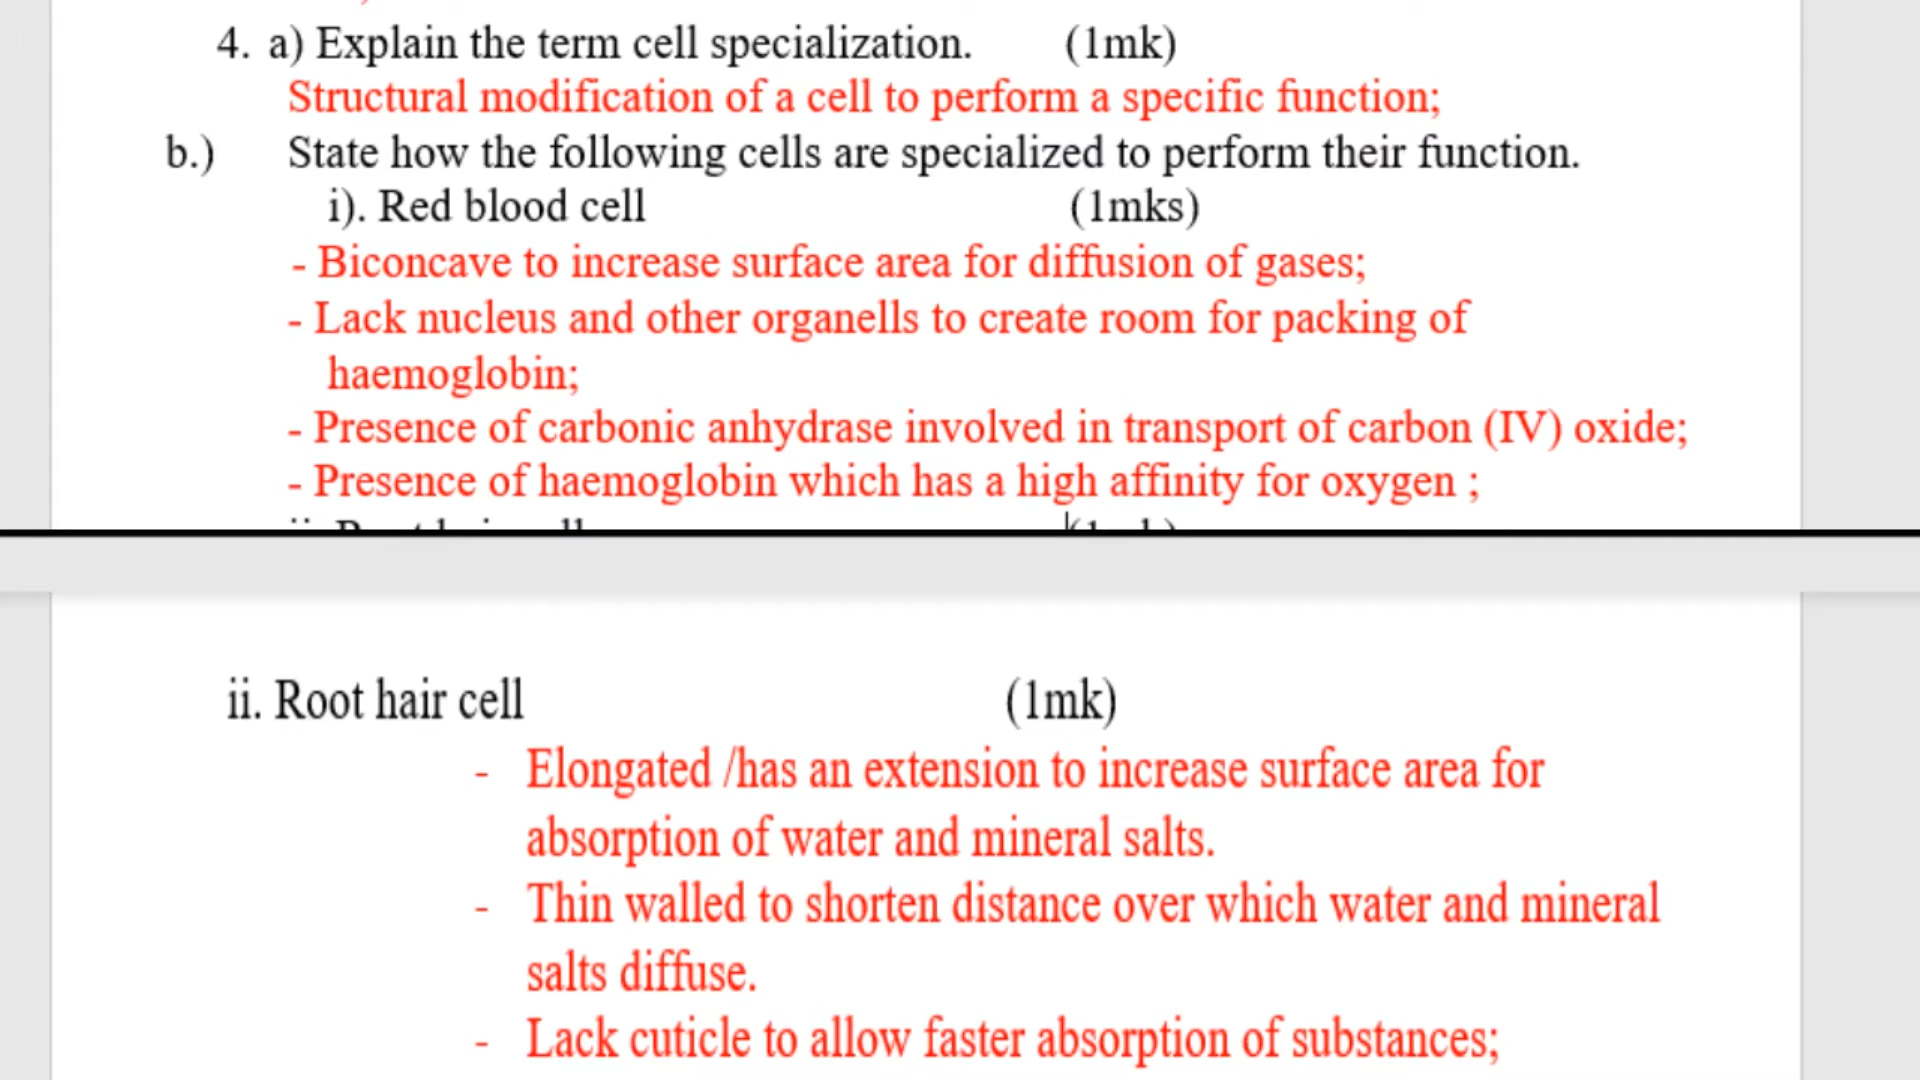 4. a) Explain the term cell specialization. (1mk)
Structural modification of a cell to perform a specific function;
b.) State how the following cells are specialized to perform their function.
i). Red blood cell (1mks)
- Biconcave to increase surface area for diffusion of gases;
- Lack nucleus and other organells to create room for packing of
haemoglobin;
- Presence of carbonic anhydrase involved in transport of carbon (IV) oxide;
- Presence of haemoglobin which has a high affinity for oxygen ;
ii. Root hair cell (1mk)
- Elongated /has an extension to increase surface area for
absorption of water and mineral salts.
- Thin walled to shorten distance over which water and mineral
salts diffuse.
- Lack cuticle to allow faster absorption of substances;